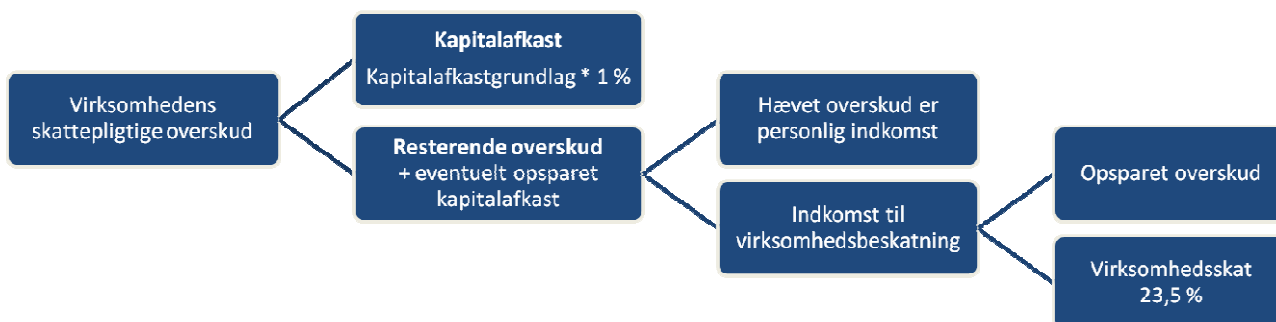 Virksomhedens
skattepligtige overskud
Kapitalafkast
Kapitalafkastgrundlag * 1 %
Resterende overskud
+ eventuelt opsparet
kapitalafkast
Hævet overskud er
personlig indkomst
Indkomst til
virksomhedsbeskatning
Opsparet overskud
Virksomhedsskat
23,5 %